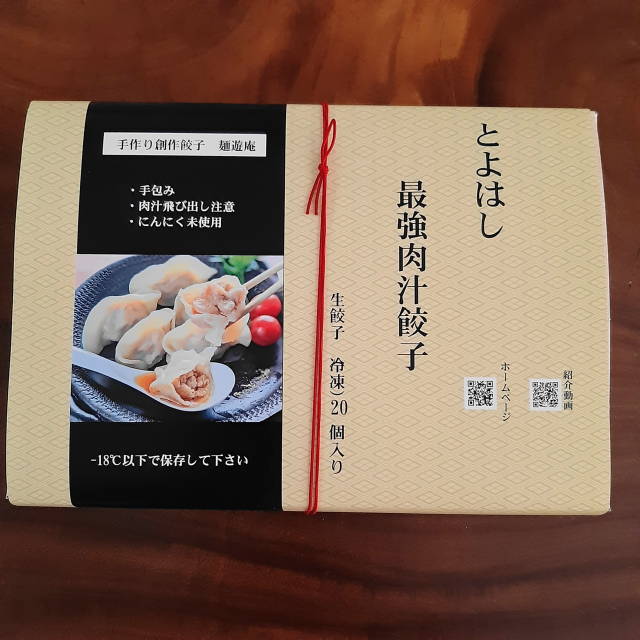 とよはし
最強肉汁餃子
紹介動画
ホームページ
生餃子 冷凍)20個入り
手作り創作餃子 麺遊庵
・手包み
・肉汁飛び出し注意
・にんにく未使用
-18℃以下で保存して下さい